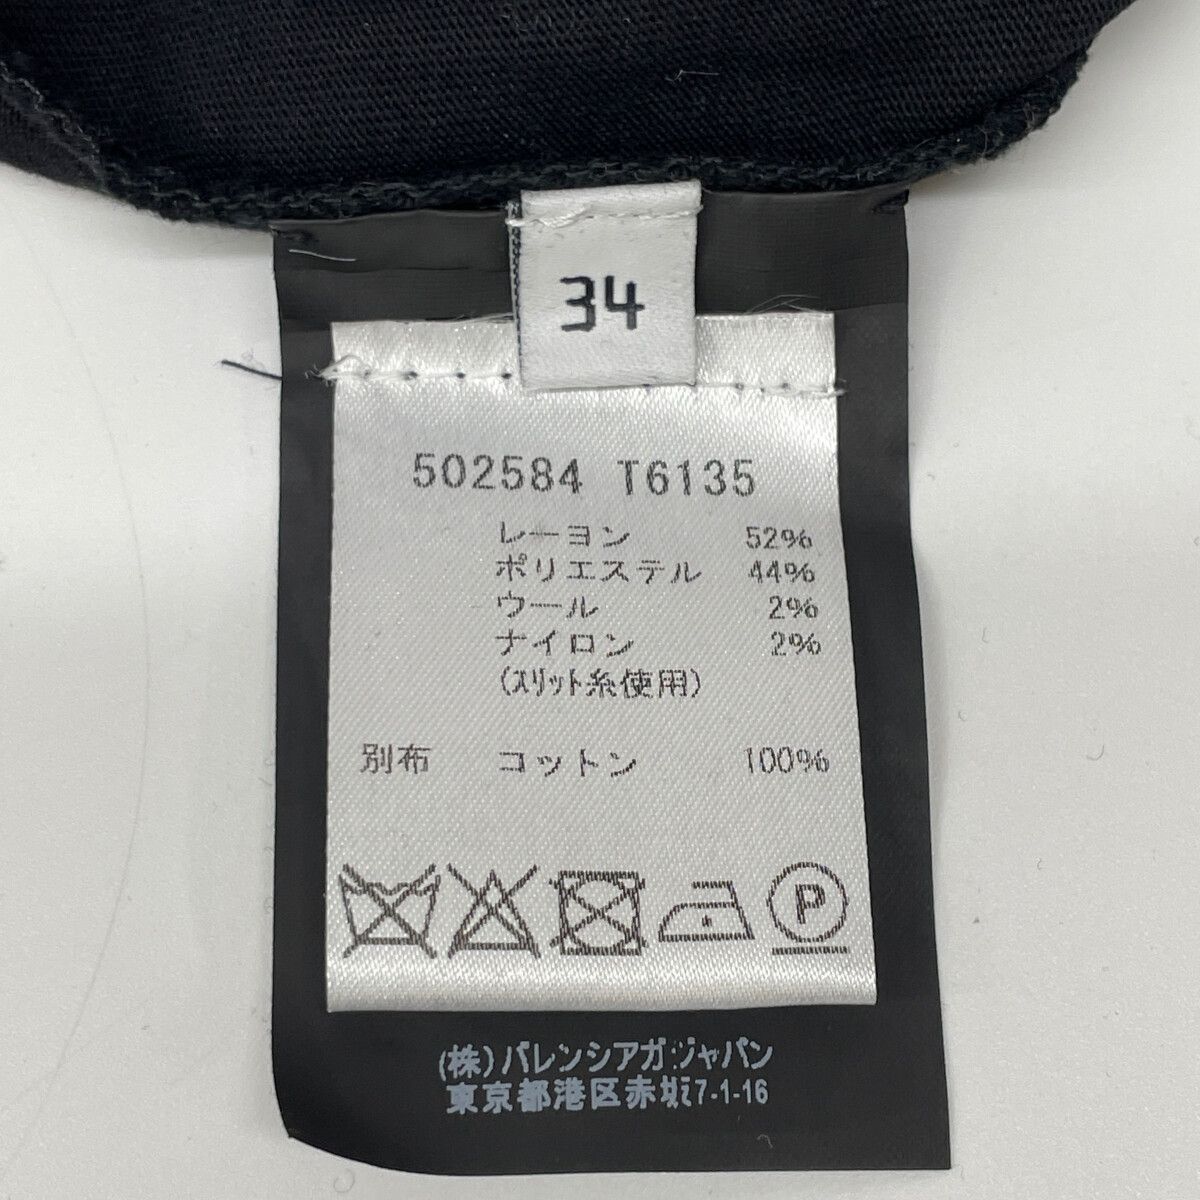 34
502584 T6135
レーヨン 52%
ポリエステル 44%
ウール 2%
ナイロン 2%
(スリット糸使用)
別布 コットン 100%
P
(株)バレンシアガジャパン
東京都港区赤坂7-1-16